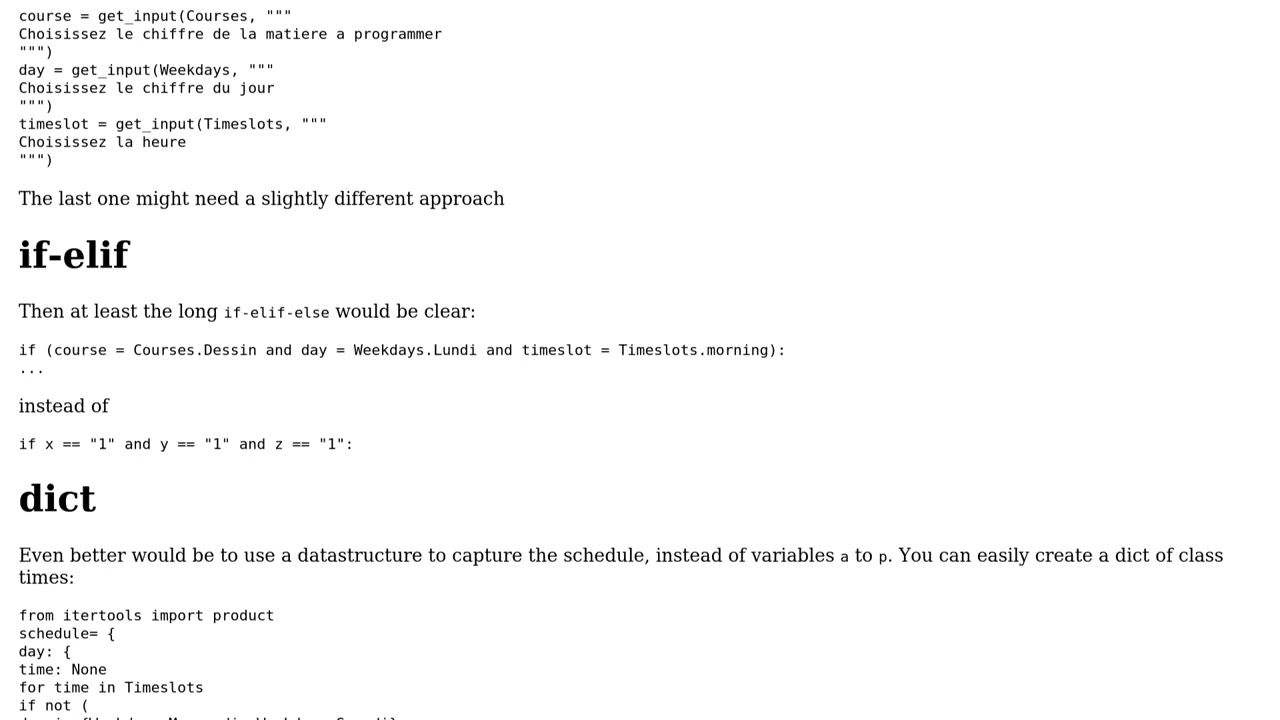 course = get_input(Courses, """
Choisissez le chiffre de la matiere a programmer
""")
day = get_input(Weekdays, """
Choisissez le chiffre du jour
""")
timeslot = get_input(Timeslots, """
Choisissez la heure
""")
The last one might need a slightly different approach
if-elif
Then at least the long if-elif-else would be clear:
if (course = Courses.Dessin and day = Weekdays.Lundi and timeslot = Timeslots.morning):
...
instead of
if x == "1" and y == "1" and z == "1":
dict
Even better would be to use a datastructure to capture the schedule, instead of variables a to p. You can easily create a dict of class
times:
from itertools import product
schedule= {
day: {
time: None
for time in Timeslots
if not (